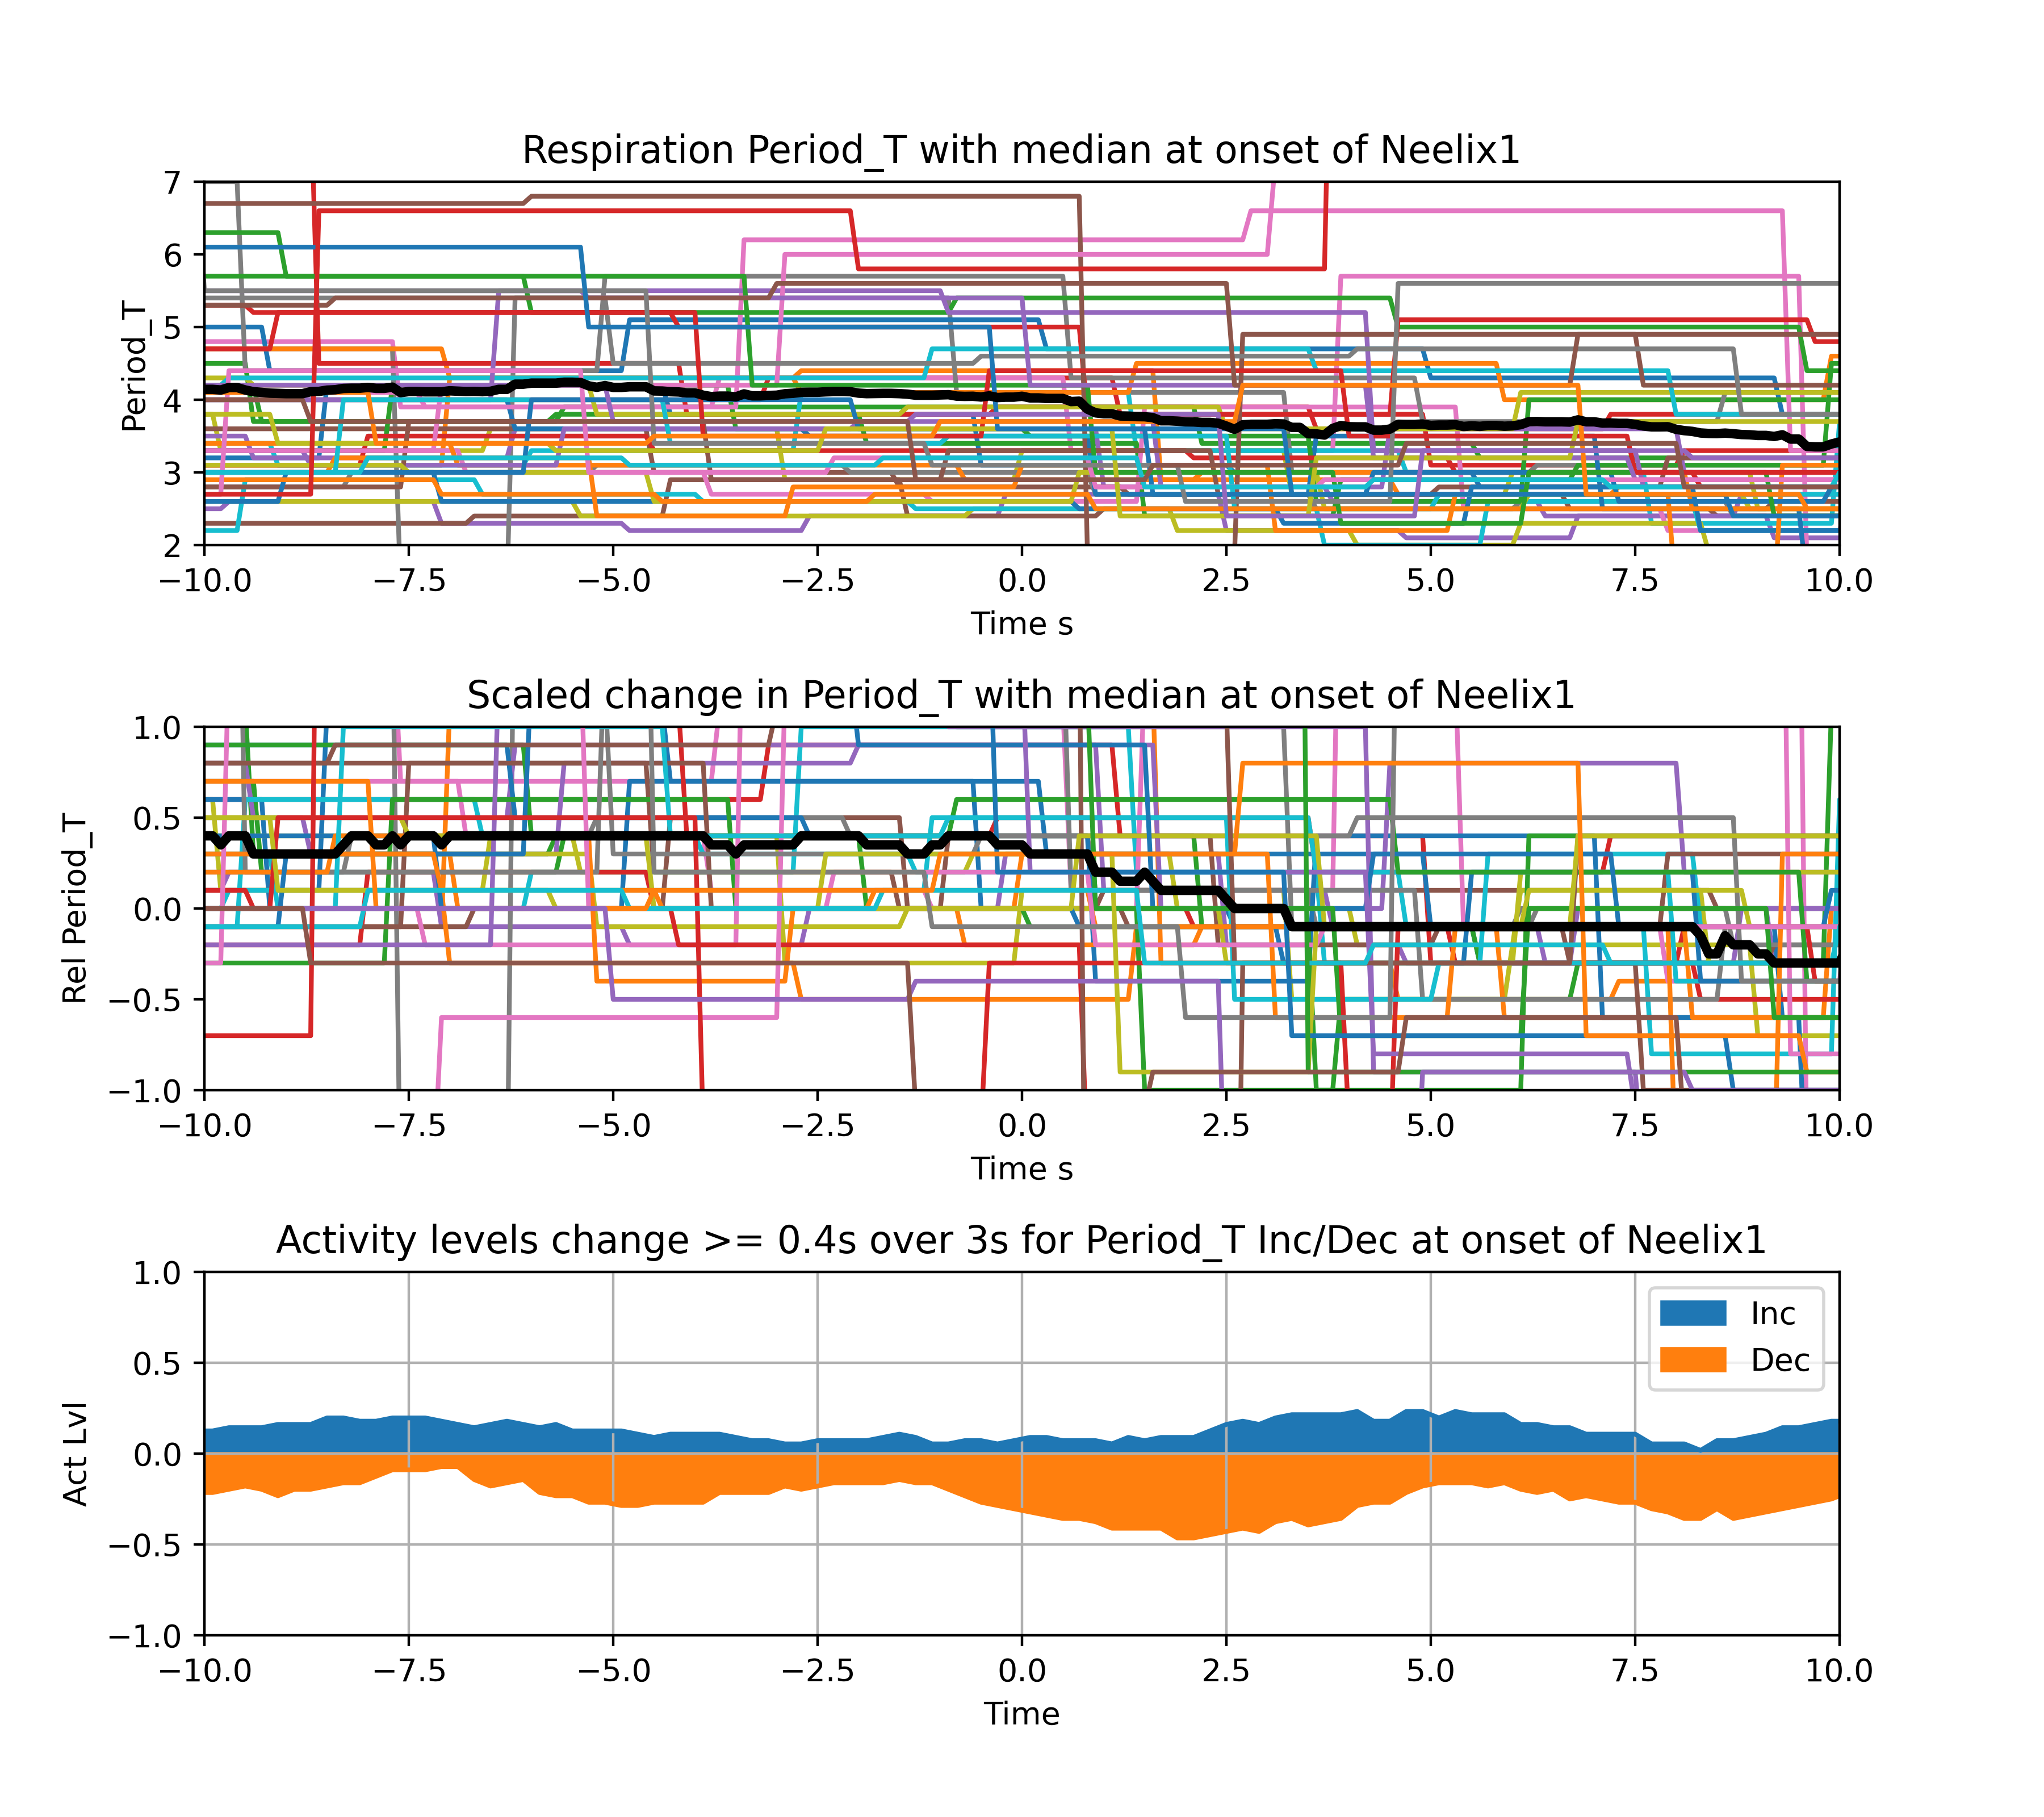 Respiration Period_T with median at onset of Neelix1
7
6
5
4
3
2
Period_T
−10.0 −7.5 −5.0 −2.5 0.0 2.5 5.0 7.5 10.0
Time s
Scaled change in Period_T with median at onset of Neelix1
1.0
0.5
0.0
−0.5
−1.0
Rel Period_T
−10.0 −7.5 −5.0 −2.5 0.0 2.5 5.0 7.5 10.0
Time s
Activity levels change >= 0.4s over 3s for Period_T Inc/Dec at onset of Neelix1
1.0
0.5
0.0
−0.5
−1.0
Act Lvl
Inc
Dec
−10.0 −7.5 −5.0 −2.5 0.0 2.5 5.0 7.5 10.0
Time